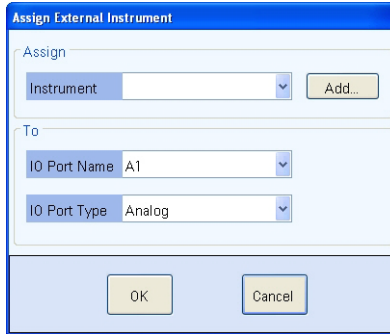 Assign External Instrument
Assign
Instrument Add...
To
IO Port Name A1
IO Port Type Analog
OK Cancel